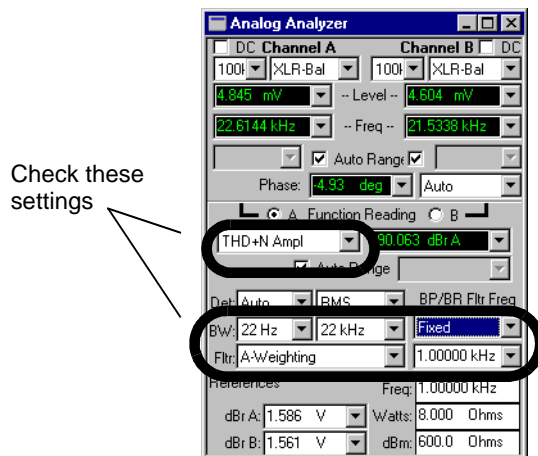 Analog Analyzer
DC Channel A Channel B DC
100k XLR-Bal 100k XLR-Bal
4.845 mV -- Level -- 4.604 mV
22.6144 kHz -- Freq -- 21.5338 kHz
Auto Range
Check these
settings
Phase: -4.93 deg Auto
A Function Reading B
THD+N Ampl 90.063 dBr A
Auto Range
Det: Auto RMS BP/BR Fltr Freq
BW: 22 Hz 22 kHz Fixed
Fltr: A-Weighting 1.00000 kHz
References Freq: 1.00000 kHz
dBr A: 1.586 V Watts: 8.000 Ohms
dBr B: 1.561 V dBm: 600.0 Ohms